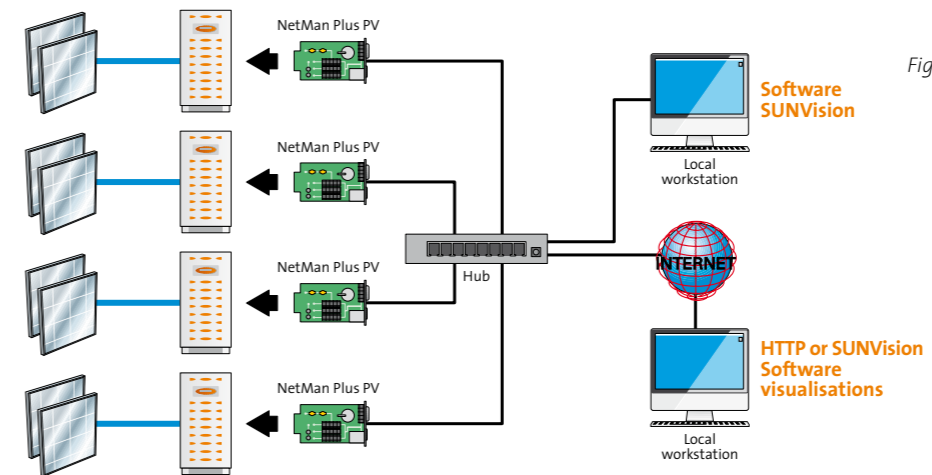 NetMan Plus PV
NetMan Plus PV
NetMan Plus PV
NetMan Plus PV
Hub
Software
SUNVision
Local
workstation
INTERNET
HTTP or SUNVision
Software
visualisations
Local
workstation
Fig